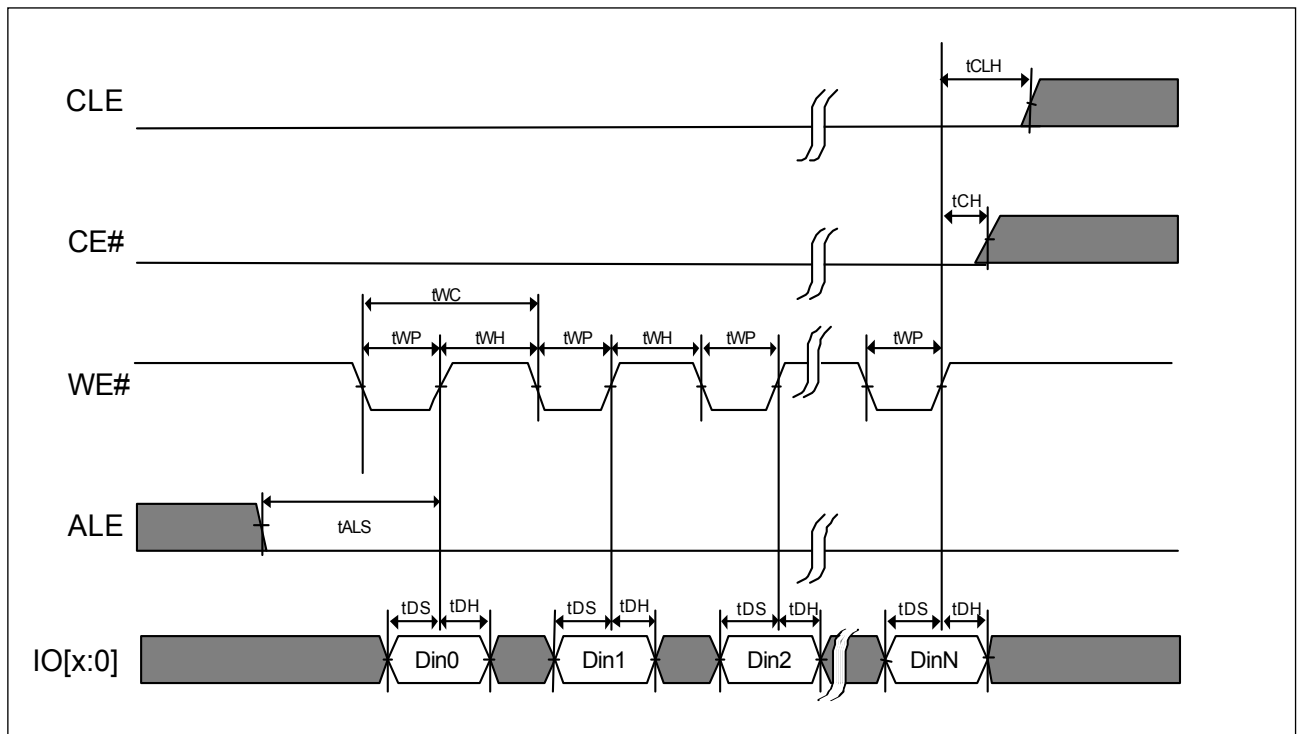 tCLH
CLE
tCH
CE#
tWC
tWP tWH tWP tWH tWP tWP
WE#
ALE
tALS
tDS tDH tDS tDH tDS tDH tDS tDH
IO[x:0] Din0 Din1 Din2 DinN